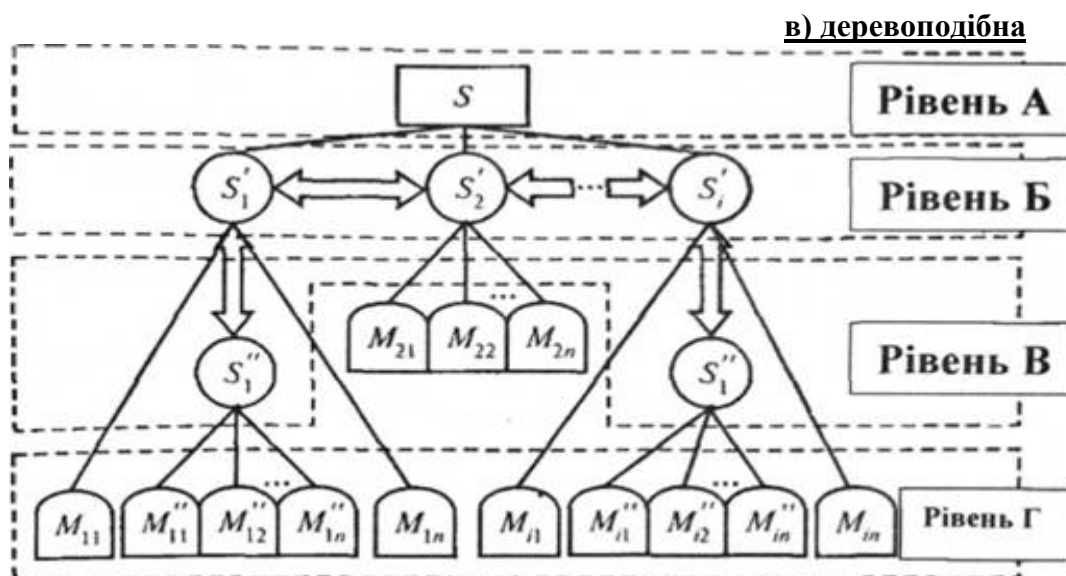 в) деревоподібна
S Рівень А
S'₁ S'₂ ... S'ᵢ Рівень Б
...
M₂₁ M₂₂ M₂ₙ
S''₁ S''₁ Рівень В
... ...
M₁₁ M''₁₁ M''₁₂ M''₁ₙ M₁ₙ Mᵢ₁ M''ᵢ₁ M''ᵢ₂ M''ᵢₙ Mᵢₙ Рівень Г